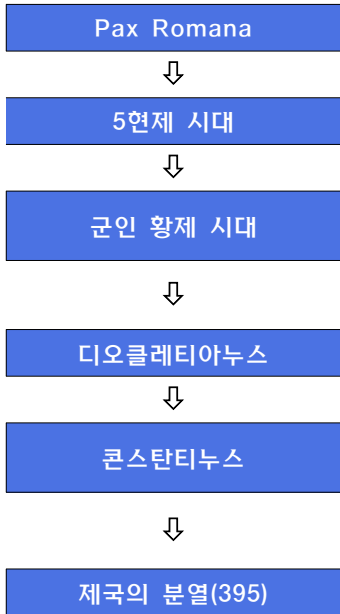 Pax Romana
5현제 시대
군인 황제 시대
디오클레티아누스
콘스탄티누스
제국의 분열(395)